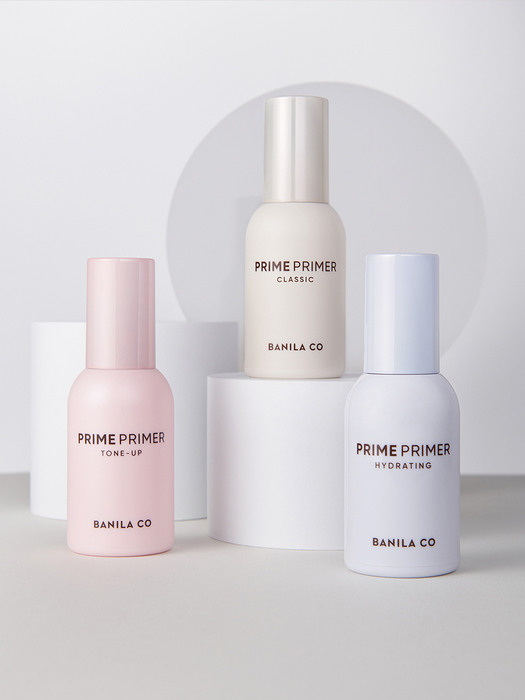 PRIME PRIMER
CLASSIC
BANILA CO
PRIME PRIMER
TONE-UP
BANILA CO
PRIME PRIMER
HYDRATING
BANILA CO